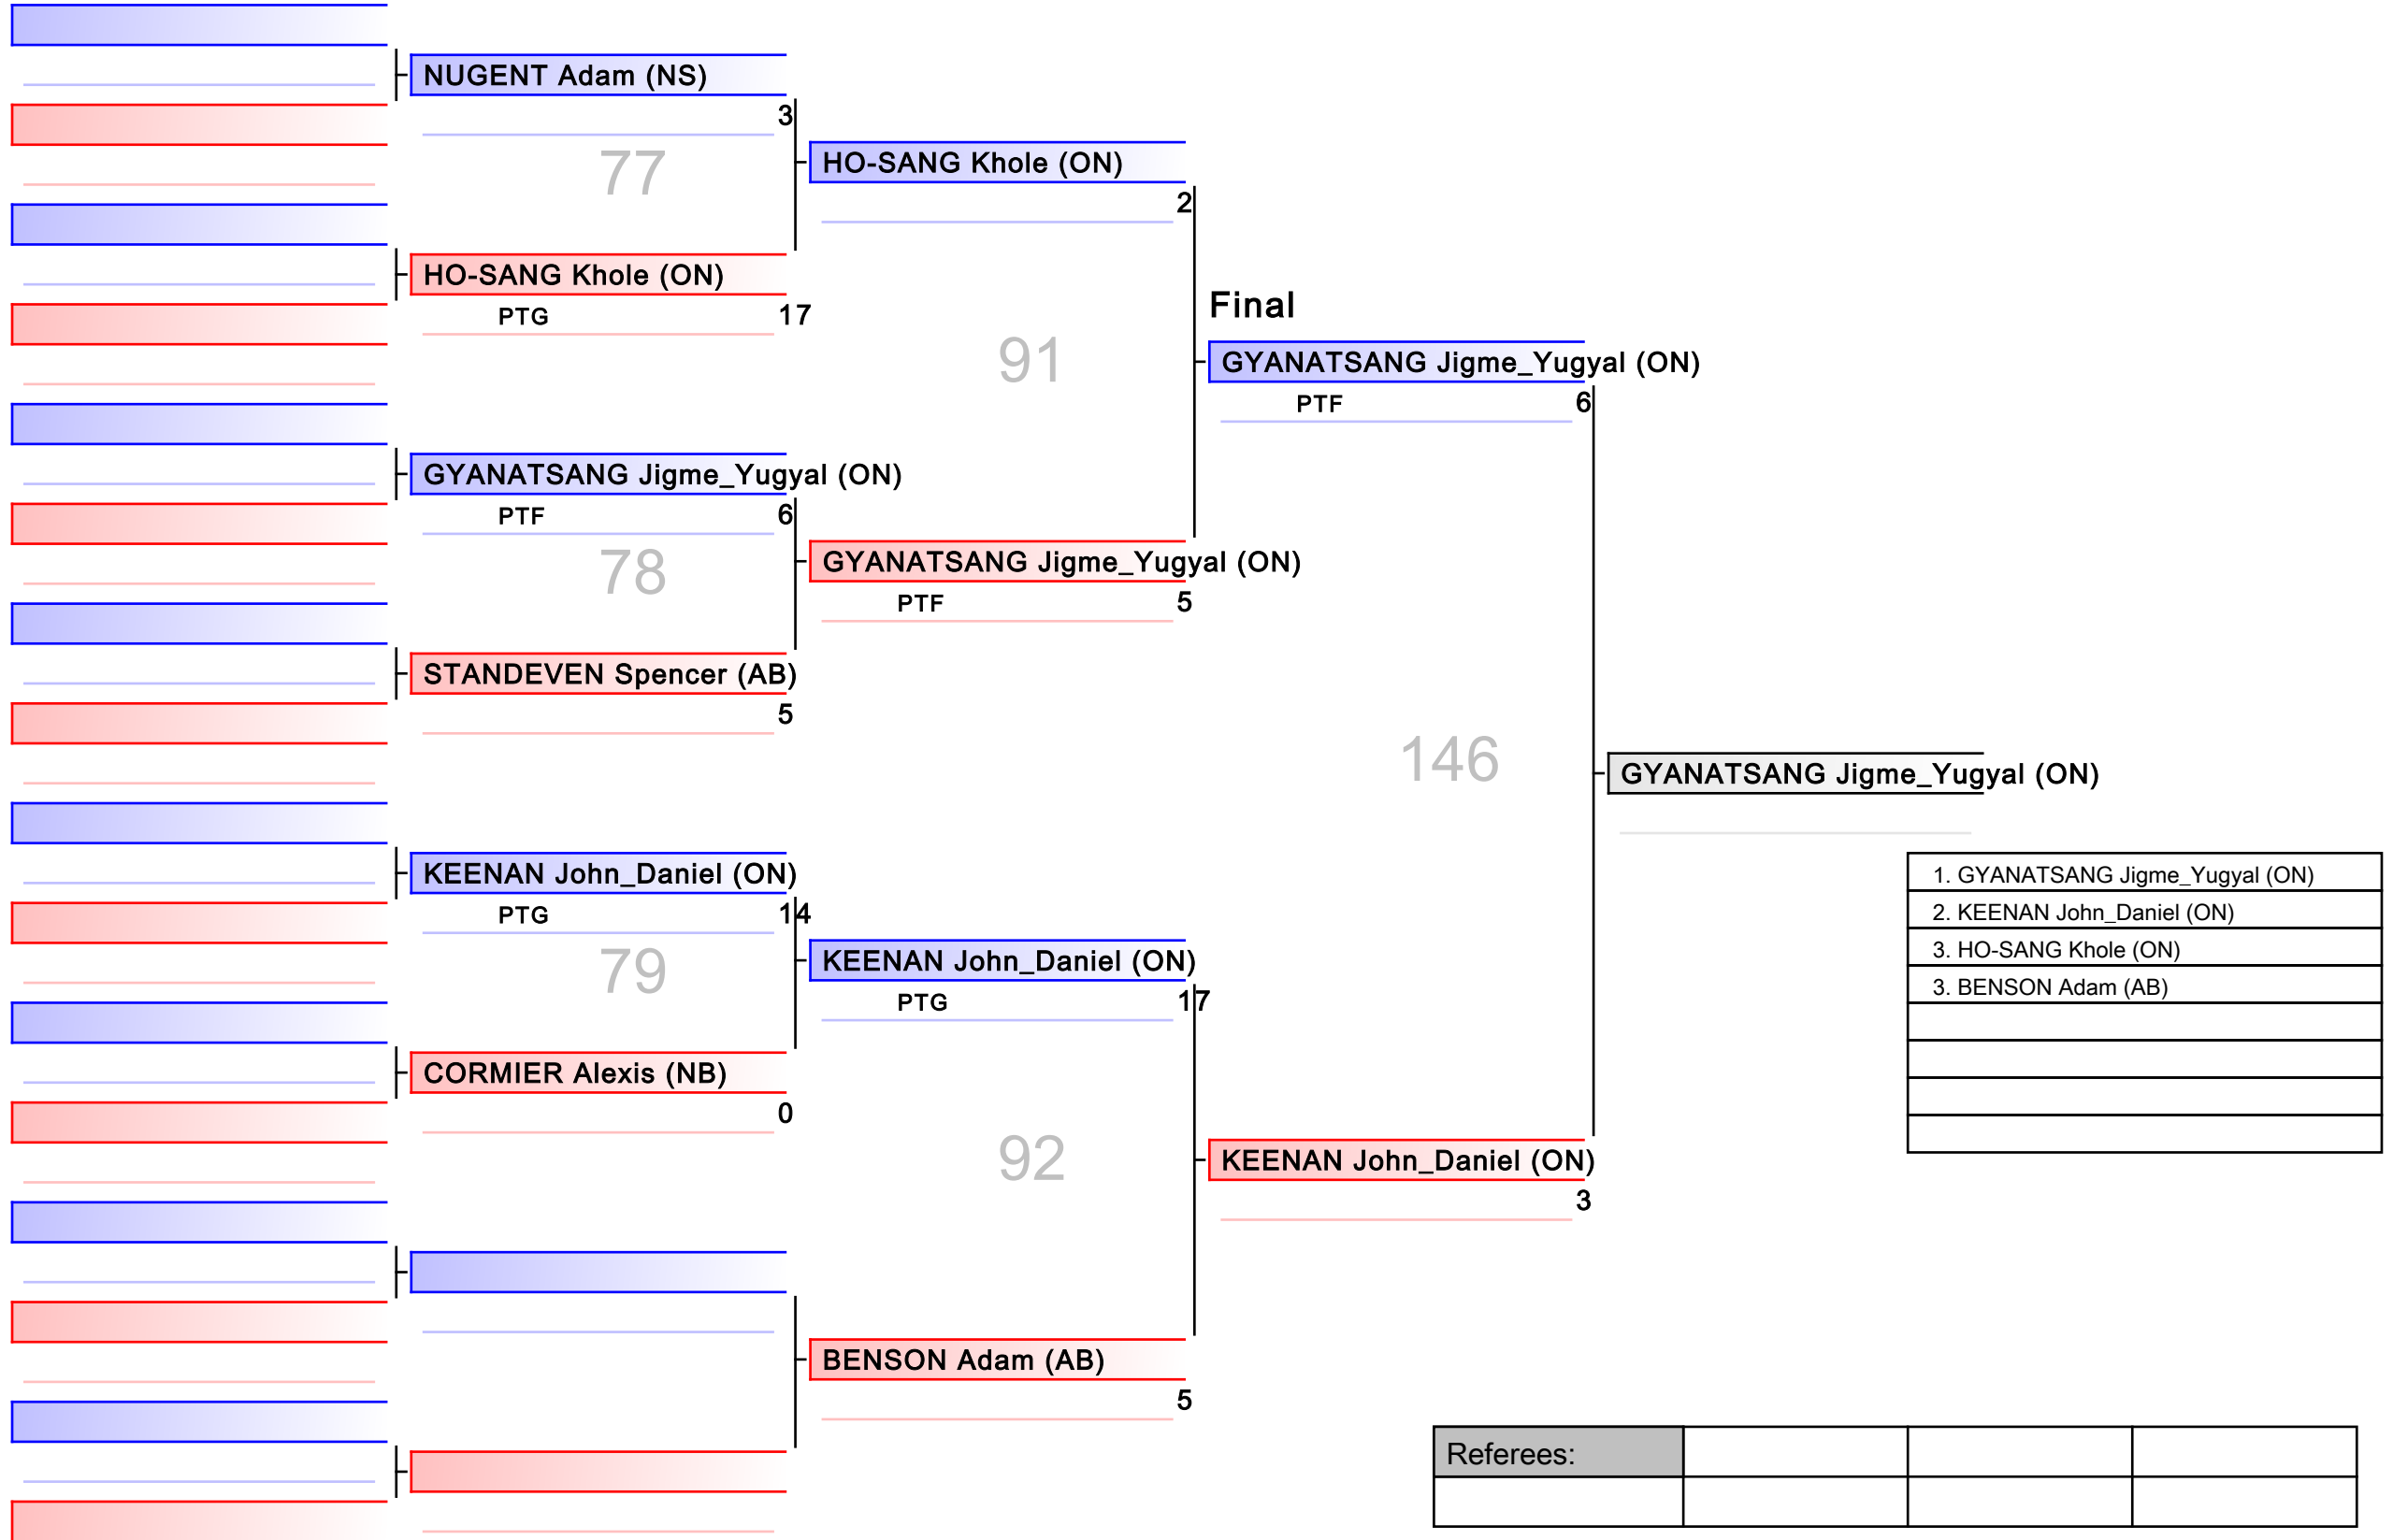 NUGENT Adam (NS)
3
77
HO-SANG Khole (ON)
PTG 17
GYANATSANG Jigme_Yugyal (ON)
PTF 6
78
STANDEVEN Spencer (AB)
5
KEENAN John_Daniel (ON)
PTG 14
79
CORMIER Alexis (NB)
0
HO-SANG Khole (ON)
2
91
GYANATSANG Jigme_Yugyal (ON)
PTF 5
KEENAN John_Daniel (ON)
PTG 17
92
BENSON Adam (AB)
5
Final
GYANATSANG Jigme_Yugyal (ON)
PTF 6
146
KEENAN John_Daniel (ON)
3
GYANATSANG Jigme_Yugyal (ON)
1. GYANATSANG Jigme_Yugyal (ON)
2. KEENAN John_Daniel (ON)
3. HO-SANG Khole (ON)
3. BENSON Adam (AB)
Referees: